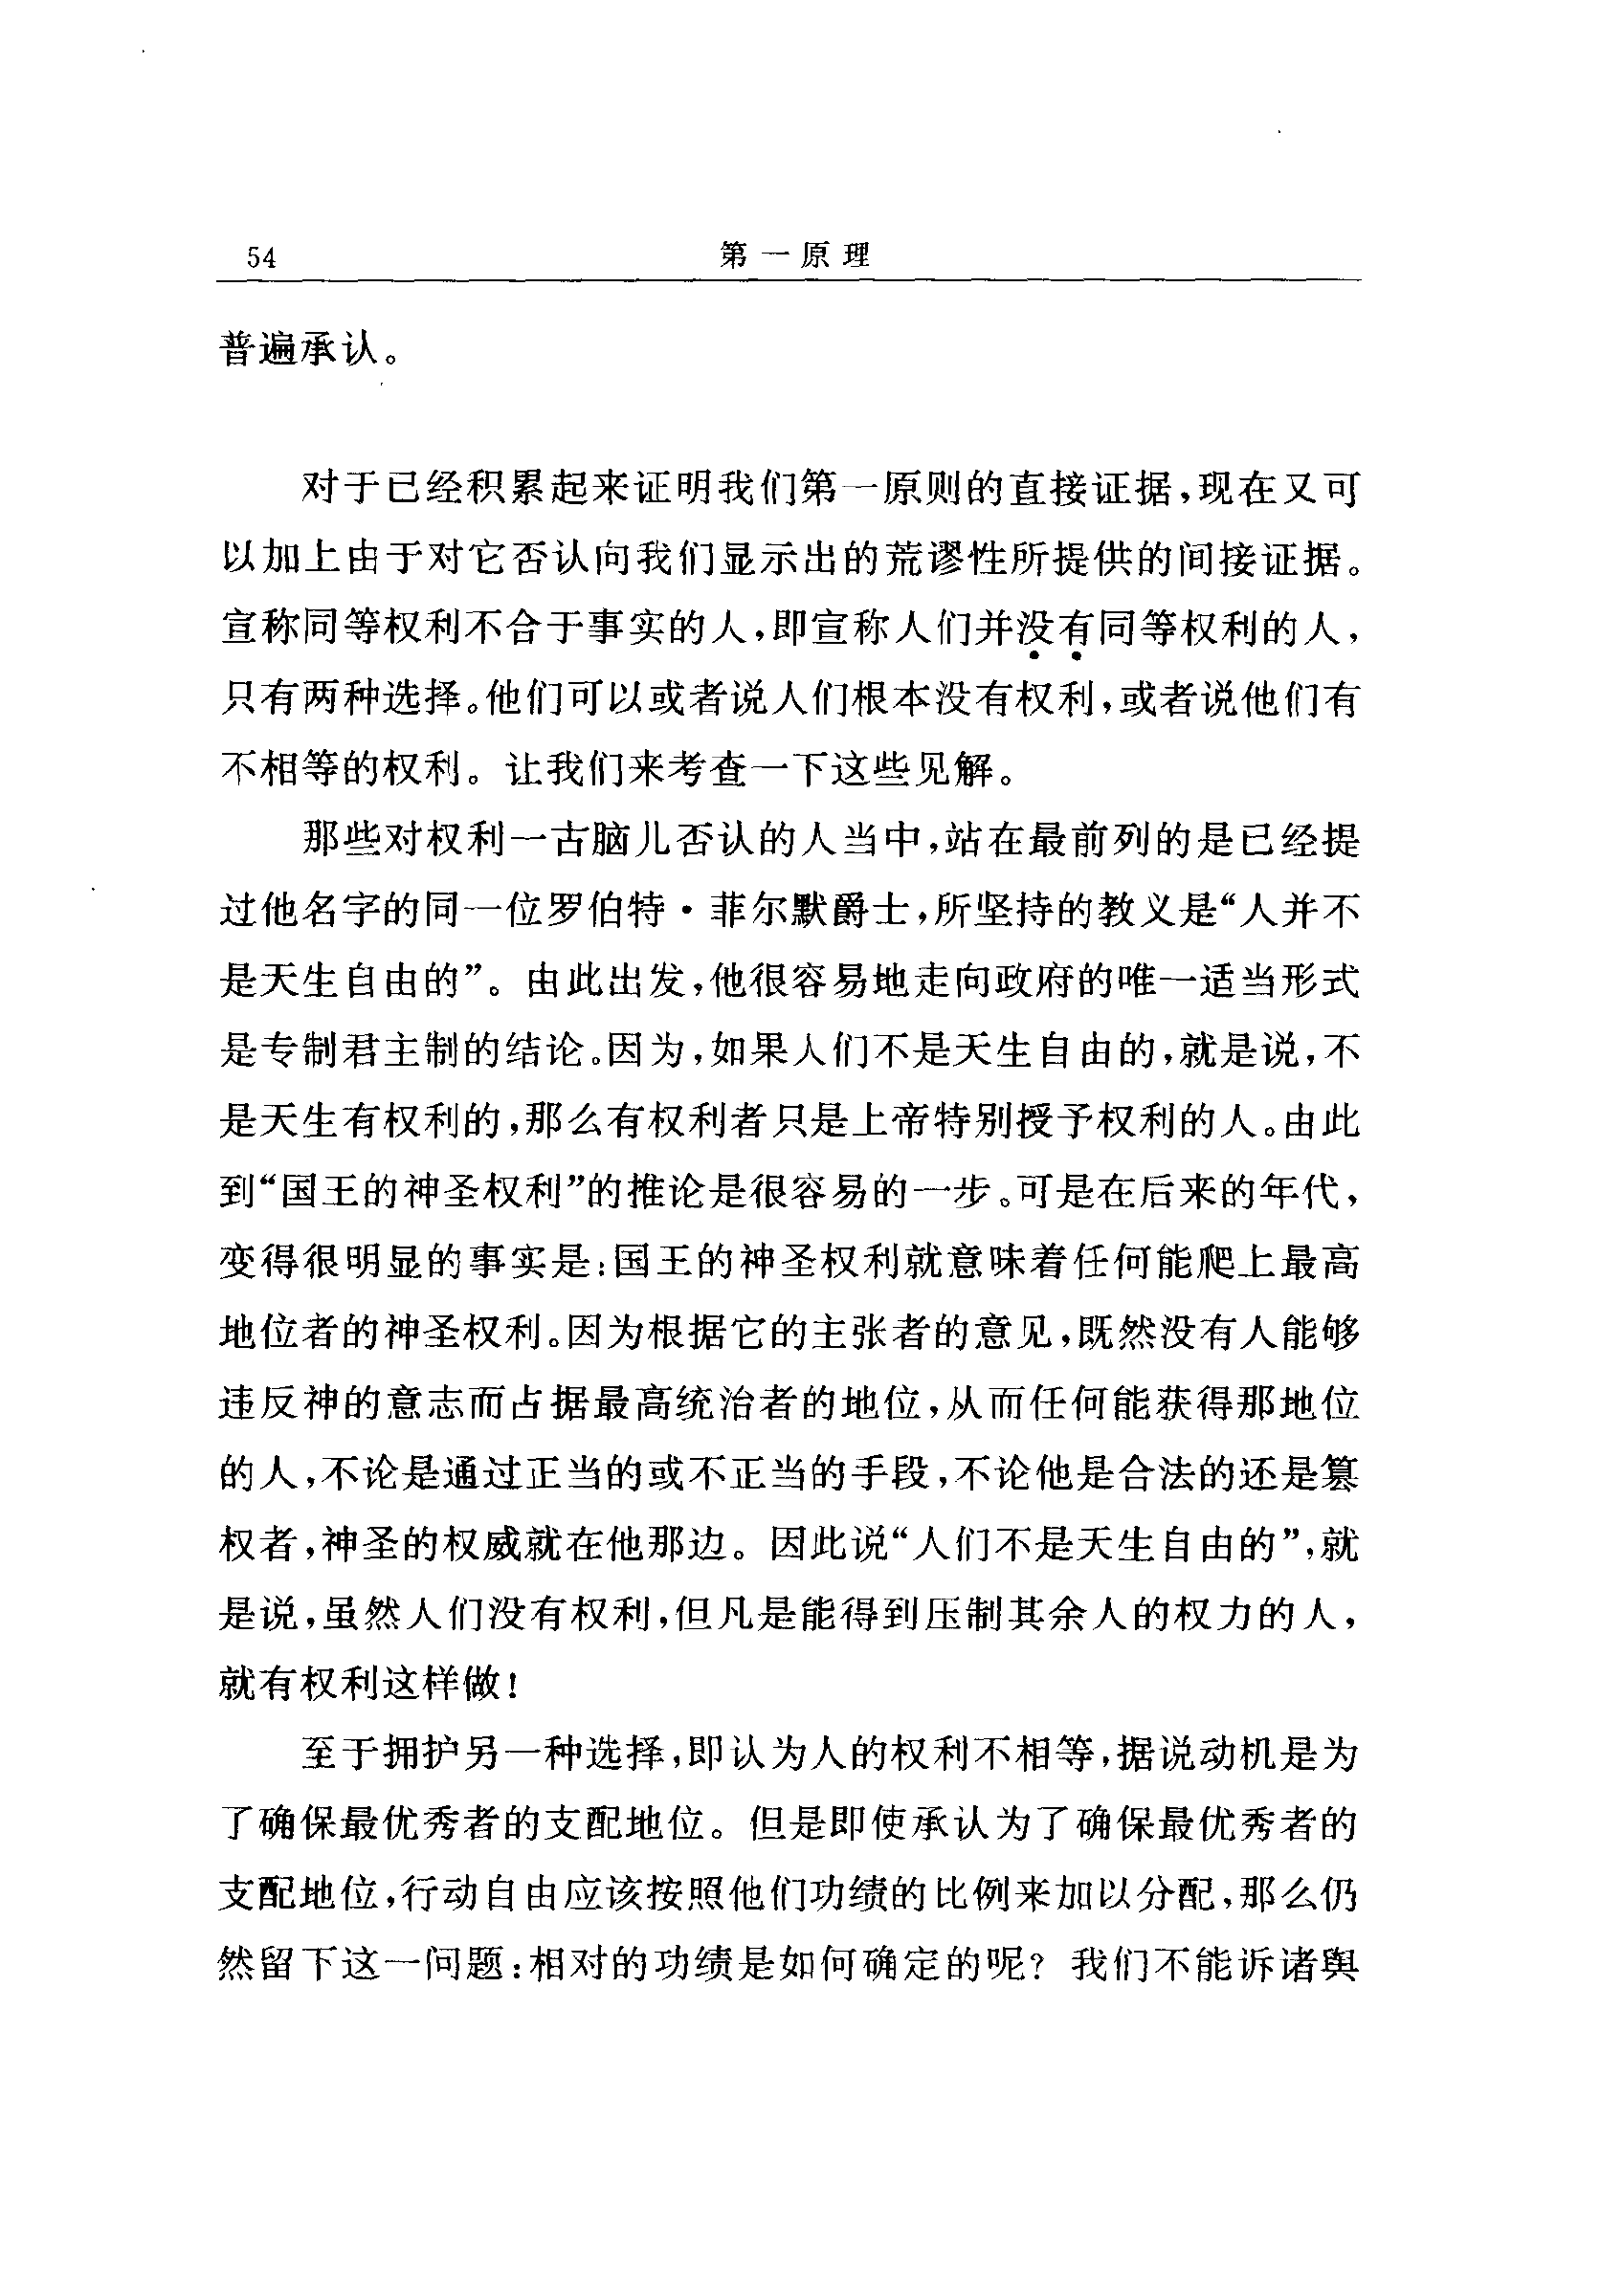 54 第一原理
普遍承认。
对于已经积累起来证明我们第一原则的直接证据，现在又可
以加上由于对它否认向我们显示出的荒谬性所提供的间接证据。
宣称同等权利不合于事实的人，即宣称人们并没有同等权利的人，
只有两种选择。他们可以或者说人们根本没有权利，或者说他们有
不相等的权利。让我们来考查一下这些见解。
那些对权利一古脑儿否认的人当中，站在最前列的是已经提
过他名字的同一位罗伯特·菲尔默爵士，所坚持的教义是“人并不
是天生自由的”。由此出发，他很容易地走向政府的唯一适当形式
是专制君主制的结论。因为，如果人们不是天生自由的，就是说，不
是天生有权利的，那么有权利者只是上帝特别授予权利的人。由此
到“国王的神圣权利”的推论是很容易的一步。可是在后来的年代，
变得很明显的事实是：国王的神圣权利就意味着任何能爬上最高
地位者的神圣权利。因为根据它的主张者的意见，既然没有人能够
违反神的意志而占据最高统治者的地位，从而任何能获得那地位
的人，不论是通过正当的或不正当的手段，不论他是合法的还是篡
权者，神圣的权威就在他那边。因此说“人们不是天生自由的”，就
是说，虽然人们没有权利，但凡是能得到压制其余人的权力的人，
就有权利这样做！
至于拥护另一种选择，即认为人的权利不相等，据说动机是为
了确保最优秀者的支配地位。但是即使承认为了确保最优秀者的
支配地位，行动自由应该按照他们功绩的比例来加以分配，那么仍
然留下这一问题：相对的功绩是如何确定的呢？我们不能诉诸舆